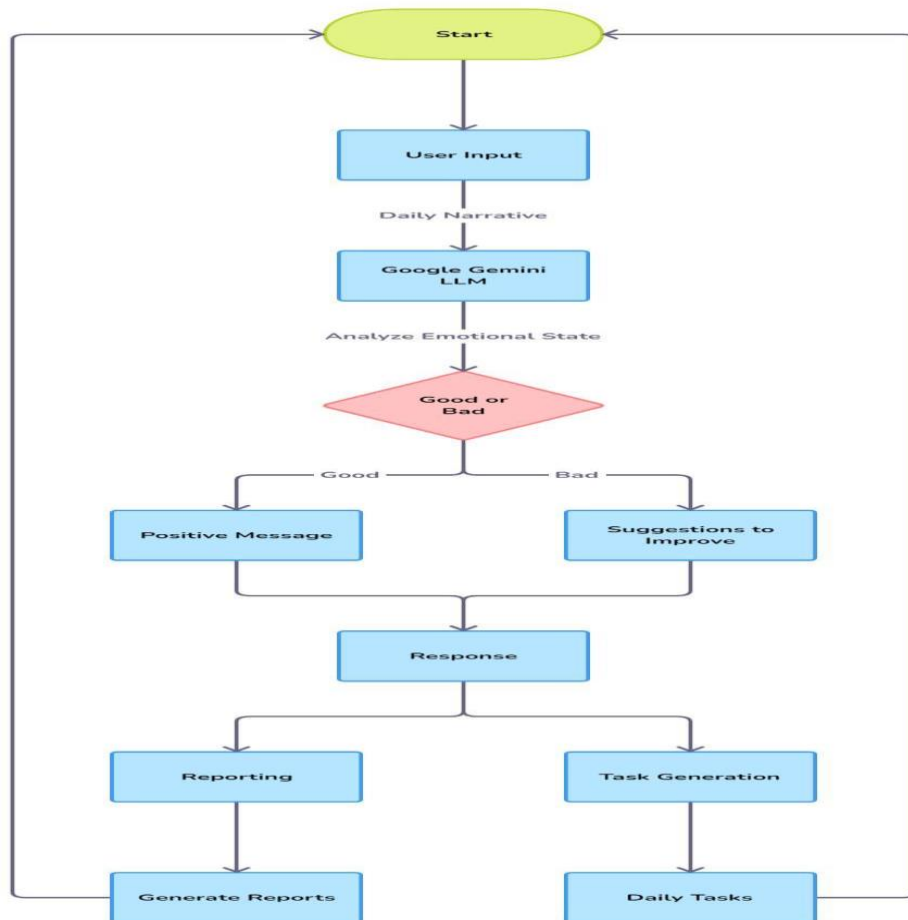 Start
User Input
Daily Narrative
Google Gemini
LLM
Analyze Emotional State
Good or
Bad
Good
Bad
Positive Message
Suggestions to
Improve
Response
Reporting
Task Generation
Generate Reports
Daily Tasks